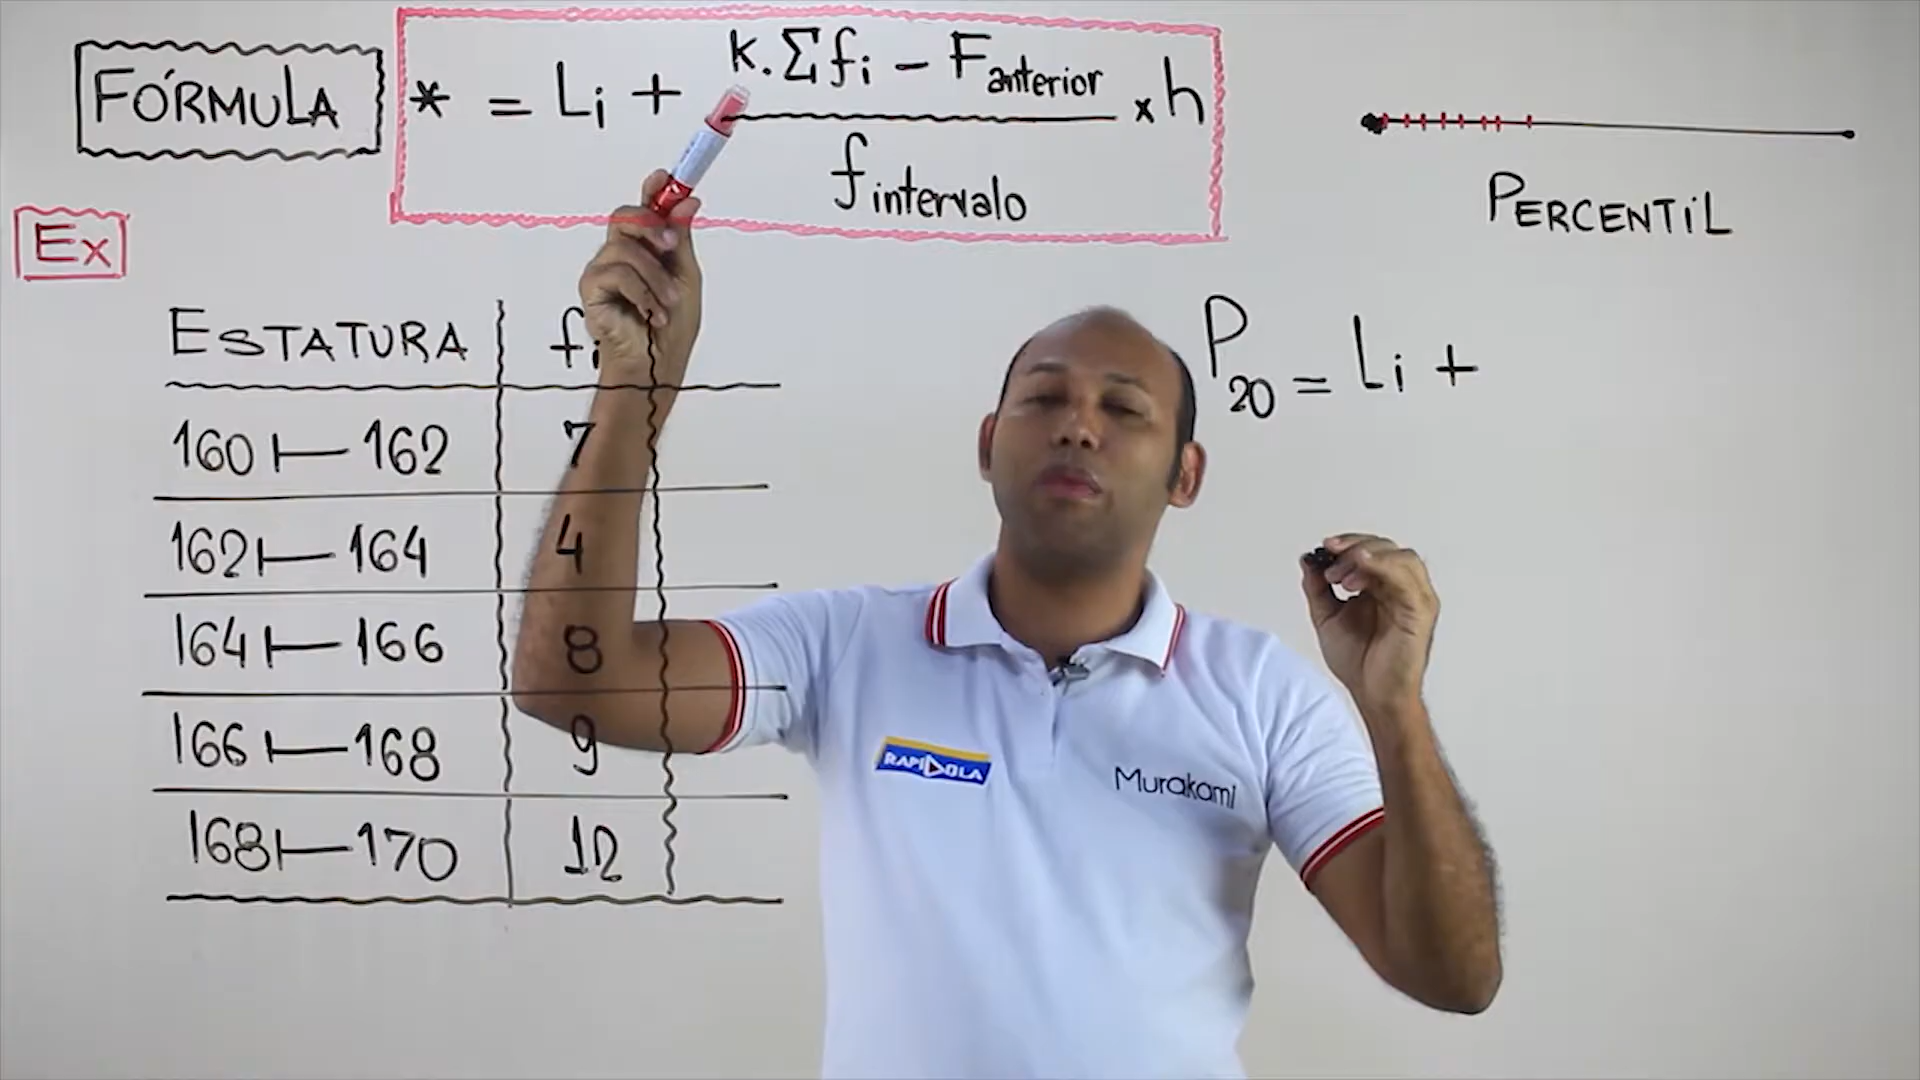 FÓRMULA
* = Li + K.Σfi - Fanterior / fintervalo x h
PERCENTIL
Ex
ESTATURA fi
P20 = Li +
160 ⊢ 162 7
162 ⊢ 164 4
164 ⊢ 166 8
166 ⊢ 168 9
168 ⊢ 170 12
RAPIDOLA
Murakami